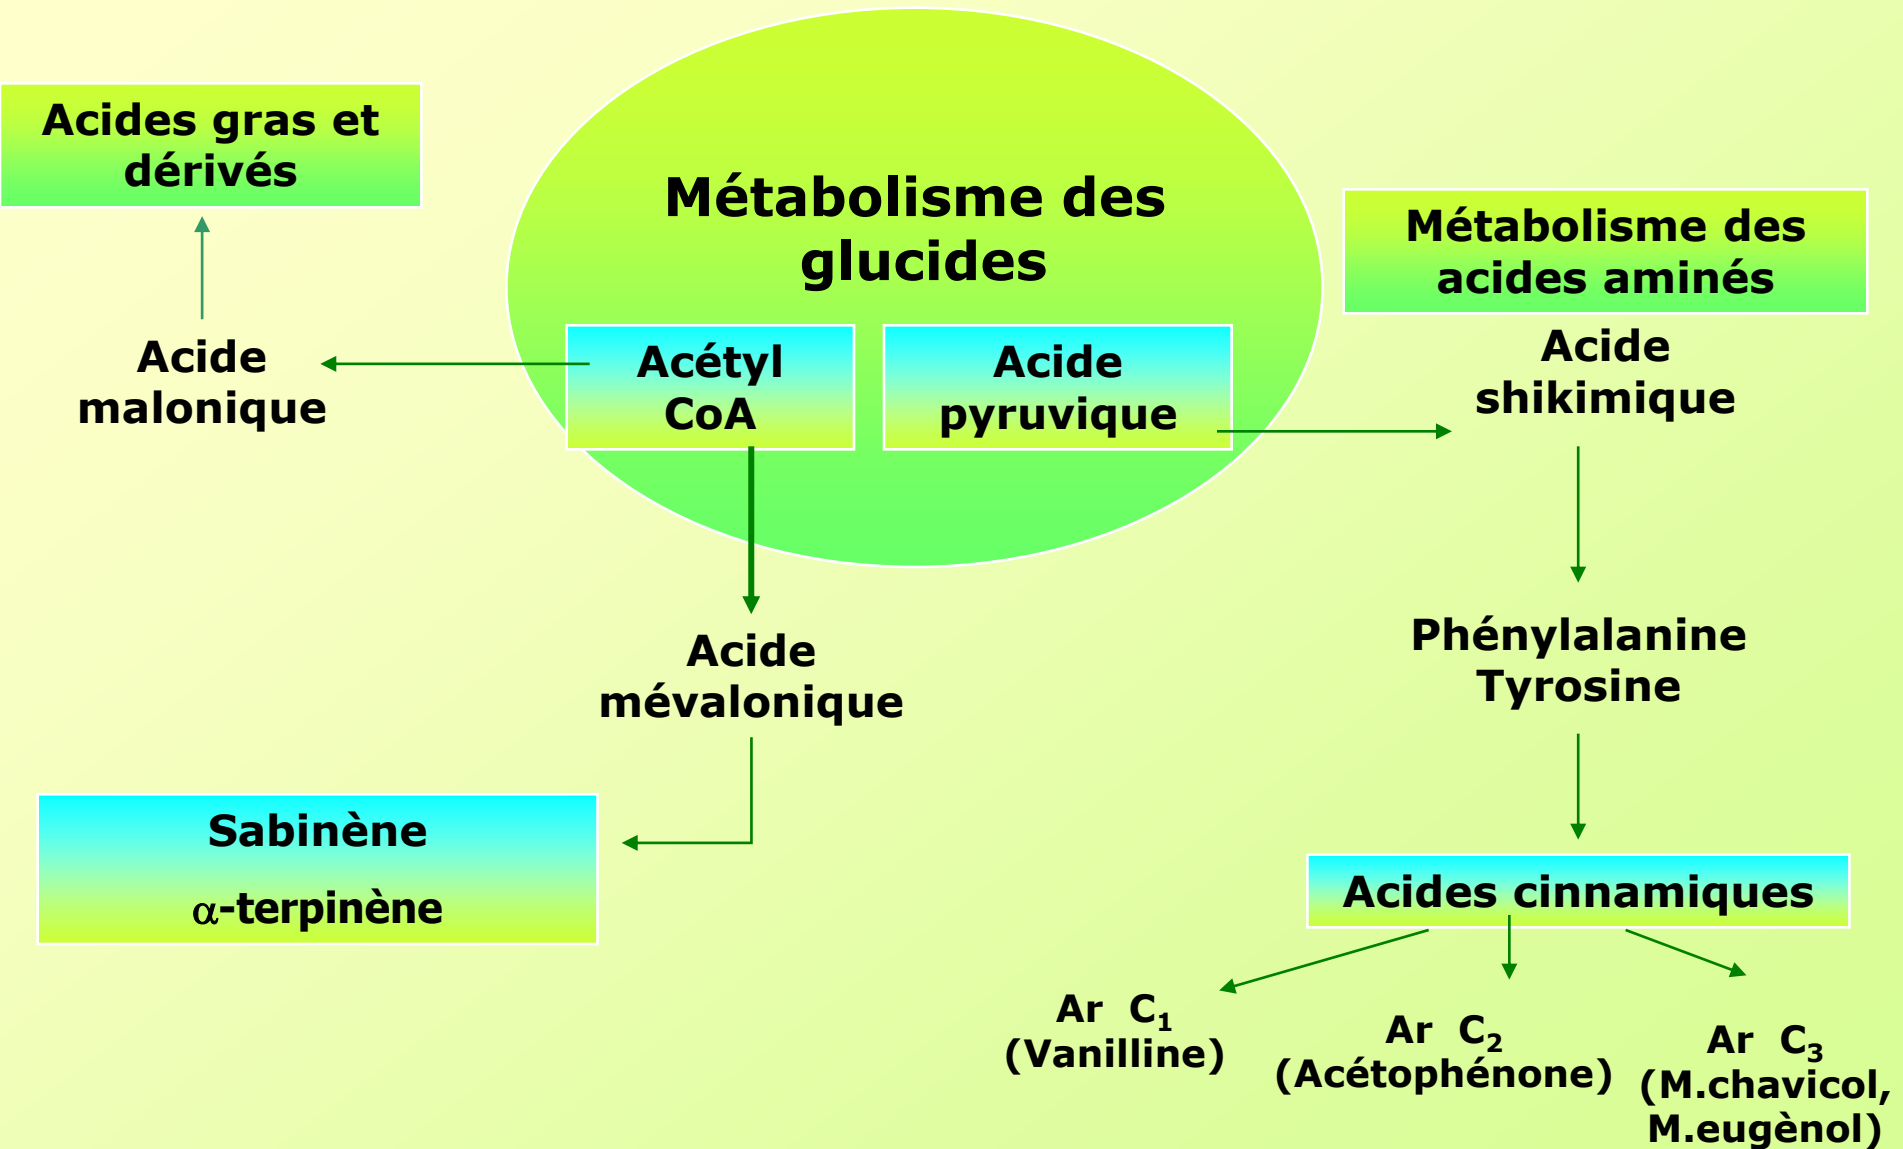 Acides gras et
dérivés
Métabolisme des
glucides
Métabolisme des
acides aminés
Acide
malonique
Acétyl
CoA
Acide
pyruvique
Acide
shikimique
Acide
mévalonique
Phénylalanine
Tyrosine
Sabinène
α-terpinène
Acides cinnamiques
Ar C₁
(Vanilline)
Ar C₂
(Acétophénone)
Ar C₃
(M.chavicol,
M.eugènol)